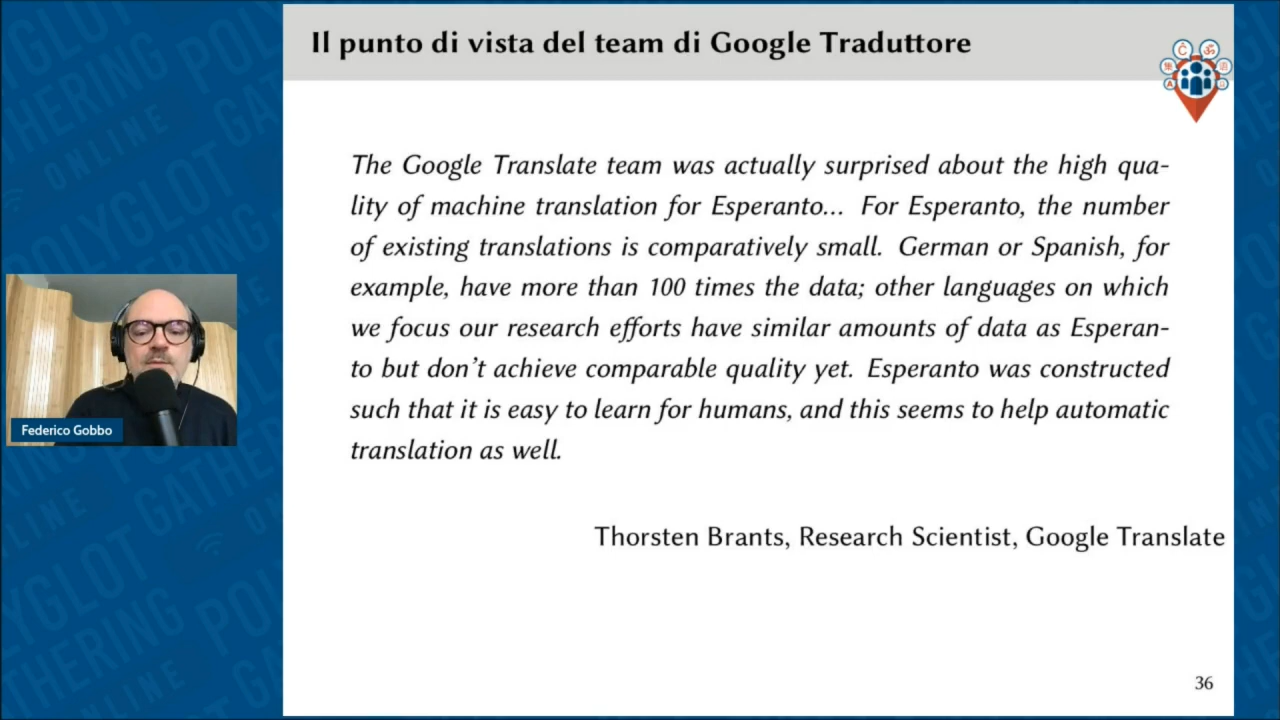 Il punto di vista del team di Google Traduttore
The Google Translate team was actually surprised about the high qua-
lity of machine translation for Esperanto... For Esperanto, the number
of existing translations is comparatively small. German or Spanish, for
example, have more than 100 times the data; other languages on which
we focus our research efforts have similar amounts of data as Esperan-
to but don't achieve comparable quality yet. Esperanto was constructed
such that it is easy to learn for humans, and this seems to help automatic
translation as well.
Thorsten Brants, Research Scientist, Google Translate
36
Federico Gobbo
POLYGLOT
GATHERING
ONLINE